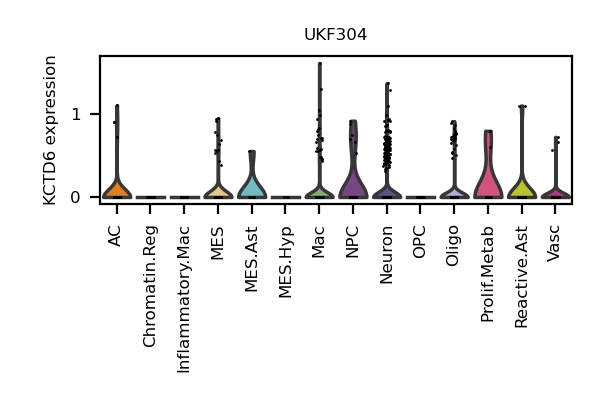 UKF304
KCTD6 expression
1
0
AC
Chromatin.Reg
Inflammatory.Mac
MES
MES.Ast
MES.Hyp
Mac
NPC
Neuron
OPC
Oligo
Prolif.Metab
Reactive.Ast
Vasc